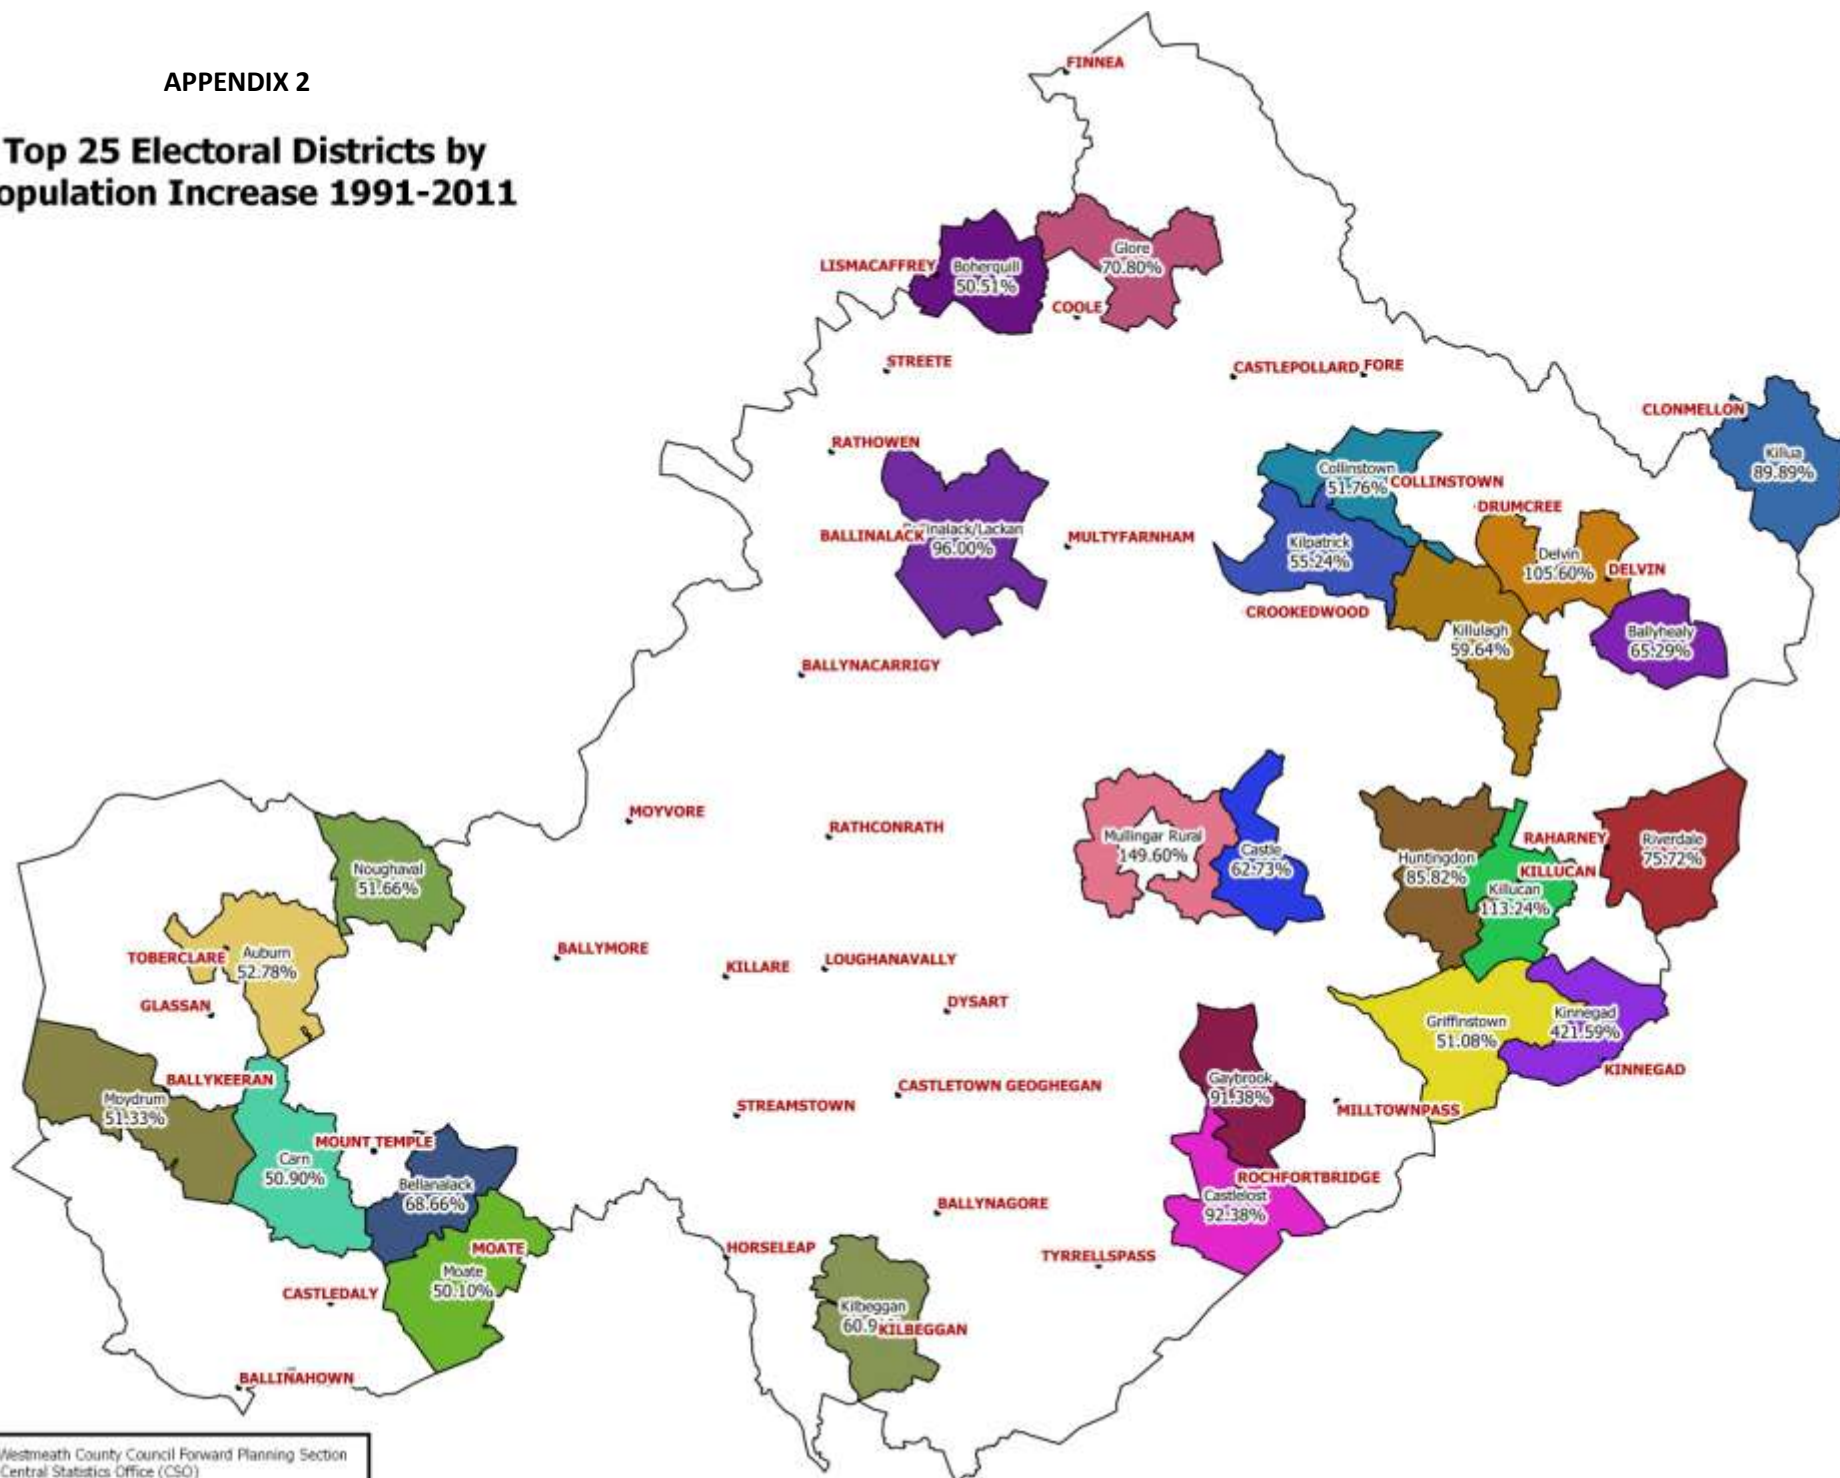 APPENDIX 2
Top 25 Electoral Districts by
opulation Increase 1991-2011
FINNEA
Glore
70.80%
LISMACAFFREY
Boherquill
50.51%
COOLE
STREETE
CASTLEPOLLARD
FORE
CLONMELLON
Killua
89.89%
RATHOWEN
Collinstown
51.76%
COLLINSTOWN
DRUMCREE
BALLINALACK
inalack/Lackan
96.00%
MULTYFARNHAM
Kilpatrick
55.24%
Delvin
105.60%
DELVIN
CROOKEDWOOD
Killulagh
59.64%
Ballyhealy
65.29%
BALLYNACARRIGY
MOYVORE
RATHCONRATH
Mullingar Rural
149.60%
Castle
62.73%
Huntingdon
85.82%
RAHARNEY
KILLUCAN
Killucan
113.24%
Riverdale
75.72%
Noughaval
51.66%
TOBERCLARE
Auburn
52.78%
BALLYMORE
KILLARE
LOUGHANAVALLY
GLASSAN
DYSART
Griffinstown
51.08%
Kinnegad
421.59%
KINNEGAD
BALLYKEERAN
Moydrum
51.33%
CASTLETOWN GEOGHEGAN
STREAMSTOWN
Gaybrook
91.38%
MILLTOWNPASS
MOUNT TEMPLE
Carn
50.90%
Bellanalack
68.66%
ROCHFORTBRIDGE
Castlelost
92.38%
BALLYNAGORE
MOATE
Moate
50.10%
HORSELEAP
TYRRELLSPASS
CASTLEDALY
Kilbeggan
60.9
KILBEGGAN
BALLINAHOWN
Westmeath County Council Forward Planning Section
Central Statistics Office (CSO)